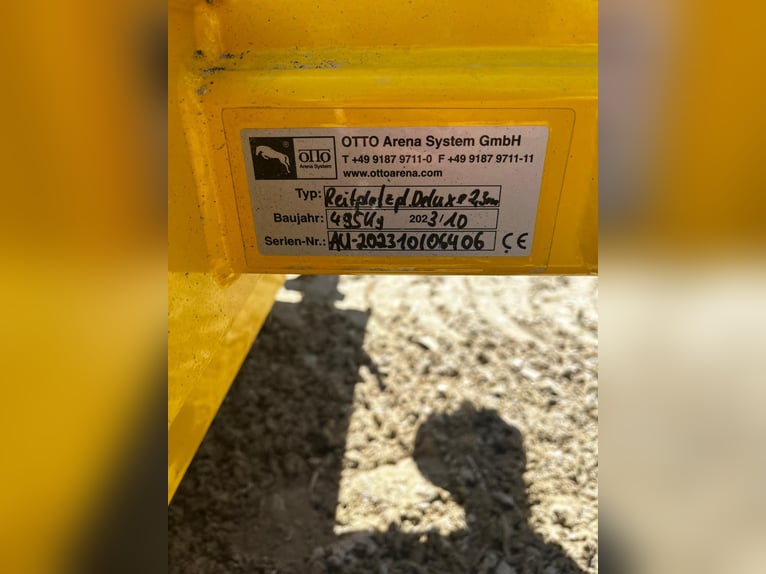 OTTO
Arena System
OTTO Arena System GmbH
T +49 9187 9711-0 F +49 9187 9711-11
www.ottoarena.com
Typ: Reitplatzpl. Deluxe 2,3m
Baujahr: 495Kg 2023/10
Serien-Nr.: AU-202310106406 CE